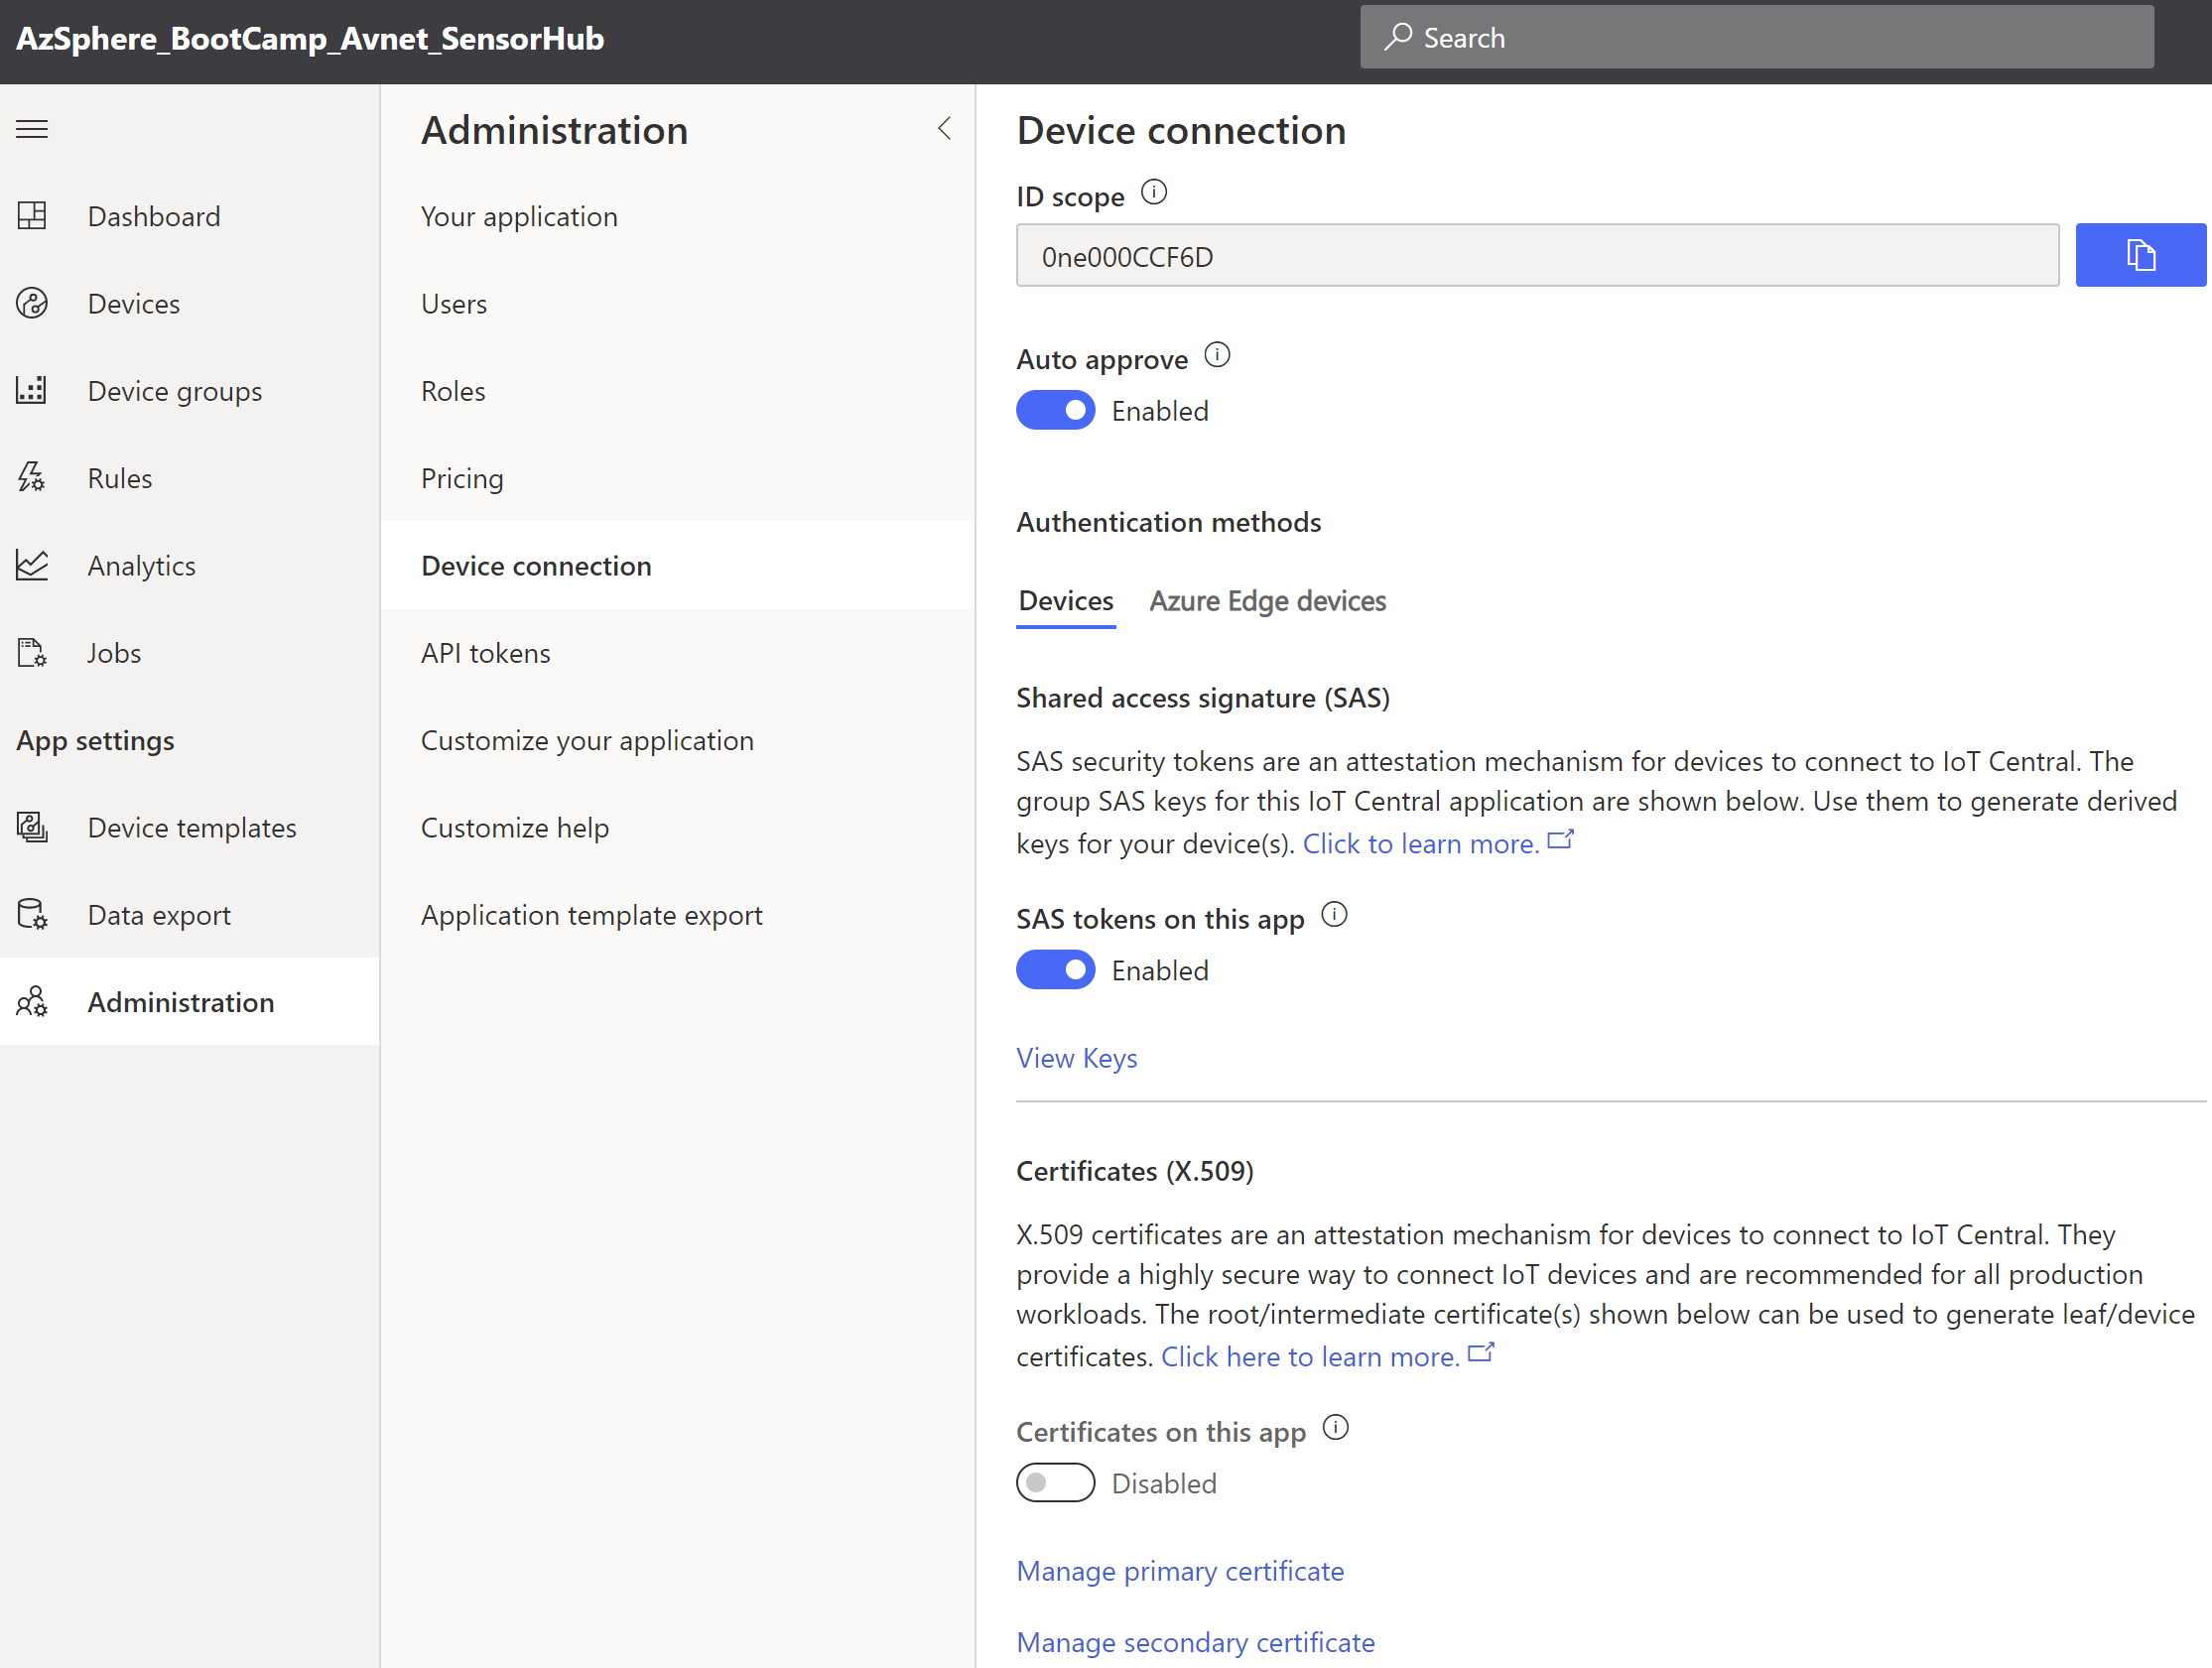 AzSphere_BootCamp_Avnet_SensorHub
Search
Dashboard
Devices
Device groups
Rules
Analytics
Jobs
App settings
Device templates
Data export
Administration
Administration
Your application
Users
Roles
Pricing
Device connection
API tokens
Customize your application
Customize help
Application template export
Device connection
ID scope
0ne000CCF6D
Auto approve
Enabled
Authentication methods
Devices Azure Edge devices
Shared access signature (SAS)
SAS security tokens are an attestation mechanism for devices to connect to IoT Central. The
group SAS keys for this IoT Central application are shown below. Use them to generate derived
keys for your device(s). Click to learn more.
SAS tokens on this app
Enabled
View Keys
Certificates (X.509)
X.509 certificates are an attestation mechanism for devices to connect to IoT Central. They
provide a highly secure way to connect IoT devices and are recommended for all production
workloads. The root/intermediate certificate(s) shown below can be used to generate leaf/device
certificates. Click here to learn more.
Certificates on this app
Disabled
Manage primary certificate
Manage secondary certificate